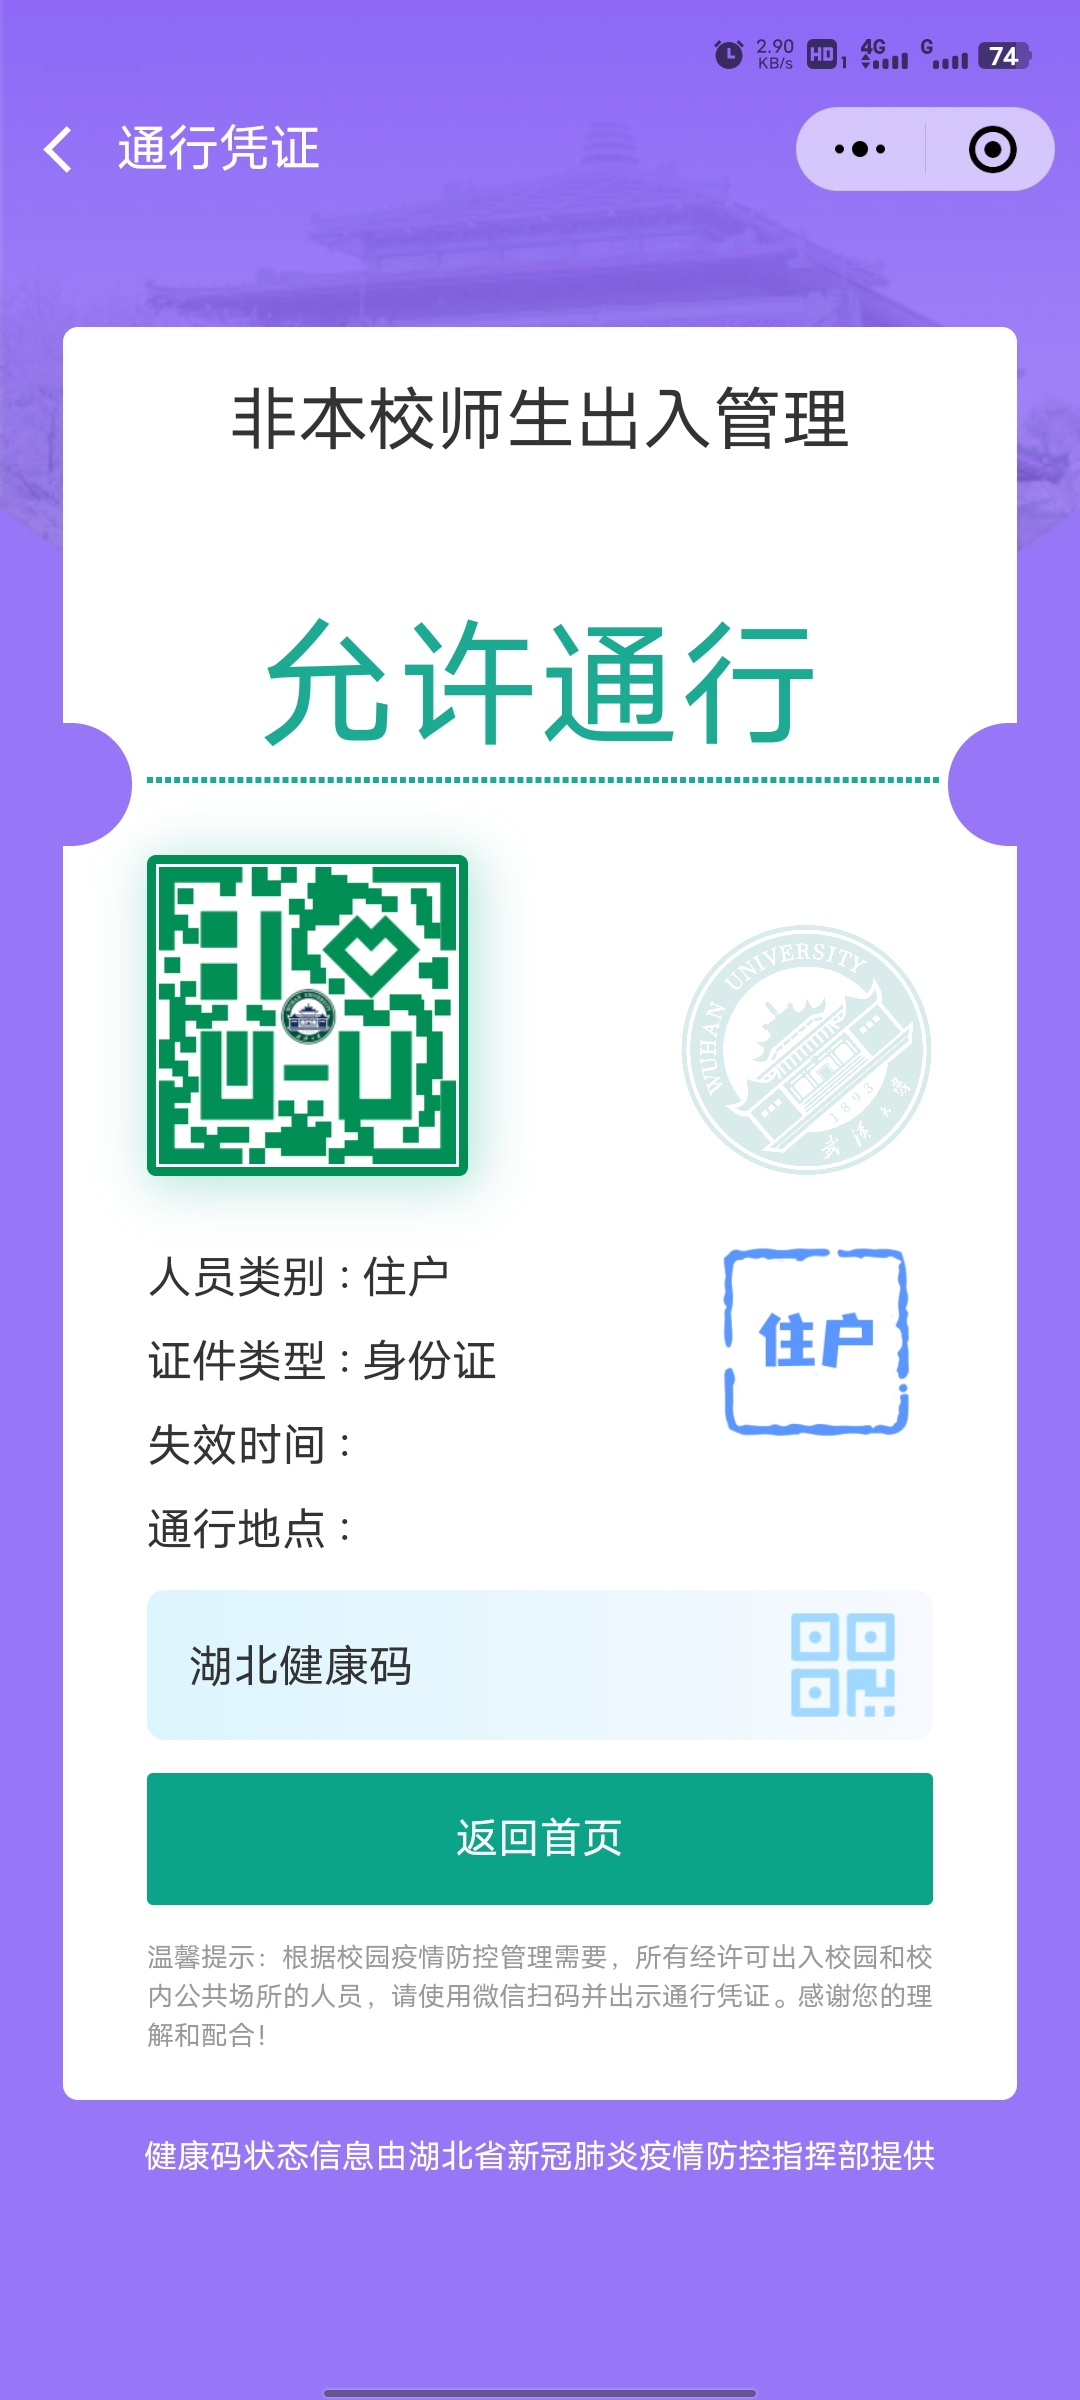 2.90
KB/s
HD 1
4G
G
74
通行凭证
非本校师生出入管理
允许通行
WUHAN UNIVERSITY
1893
武汉大学
人员类别：住户
证件类型：身份证
住户
失效时间：
通行地点：
湖北健康码
返回首页
温馨提示：根据校园疫情防控管理需要，所有经许可出入校园和校
内公共场所的人员，请使用微信扫码并出示通行凭证。感谢您的理
解和配合！
健康码状态信息由湖北省新冠肺炎疫情防控指挥部提供